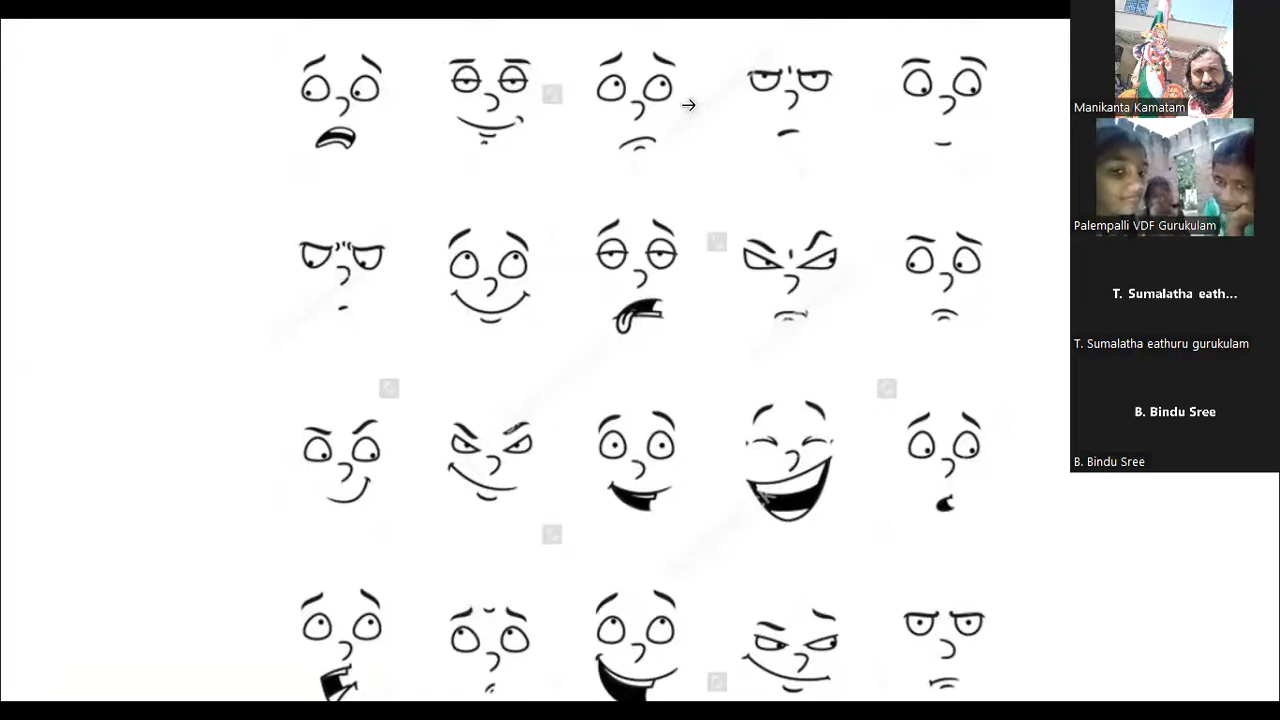 Manikanta Kamatam
Palempalli VDF Gurukulam
T. Sumalatha eath...
T. Sumalatha eathuru gurukulam
B. Bindu Sree
B. Bindu Sree